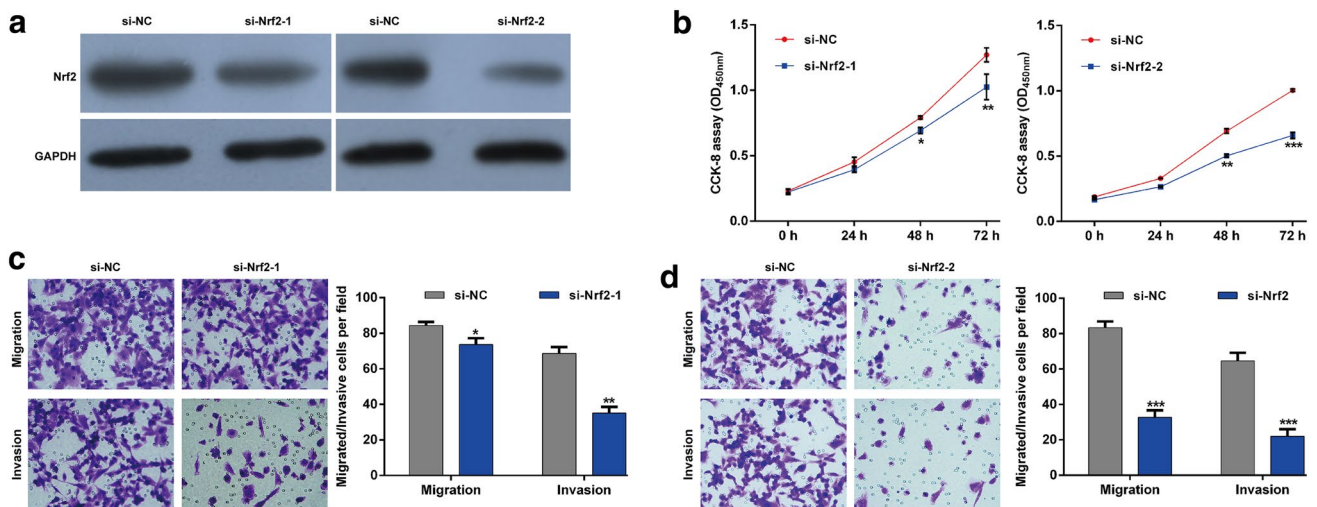 a
si-NC si-Nrf2-1 si-NC si-Nrf2-2
Nrf2
GAPDH
b
CCK-8 assay (OD450nm)
1.5
1.0
0.5
0.0
si-NC
si-Nrf2-1
*
**
0 h 24 h 48 h 72 h
CCK-8 assay (OD450nm)
1.5
1.0
0.5
0.0
si-NC
si-Nrf2-2
**
***
0 h 24 h 48 h 72 h
c
si-NC si-Nrf2-1
Migration
Invasion
Migrated/Invasive cells per field
100
80
60
40
20
0
si-NC si-Nrf2-1
*
**
Migration Invasion
d
si-NC si-Nrf2-2
Migration
Invasion
Migrated/Invasive cells per field
100
80
60
40
20
0
si-NC si-Nrf2
***
***
Migration Invasion